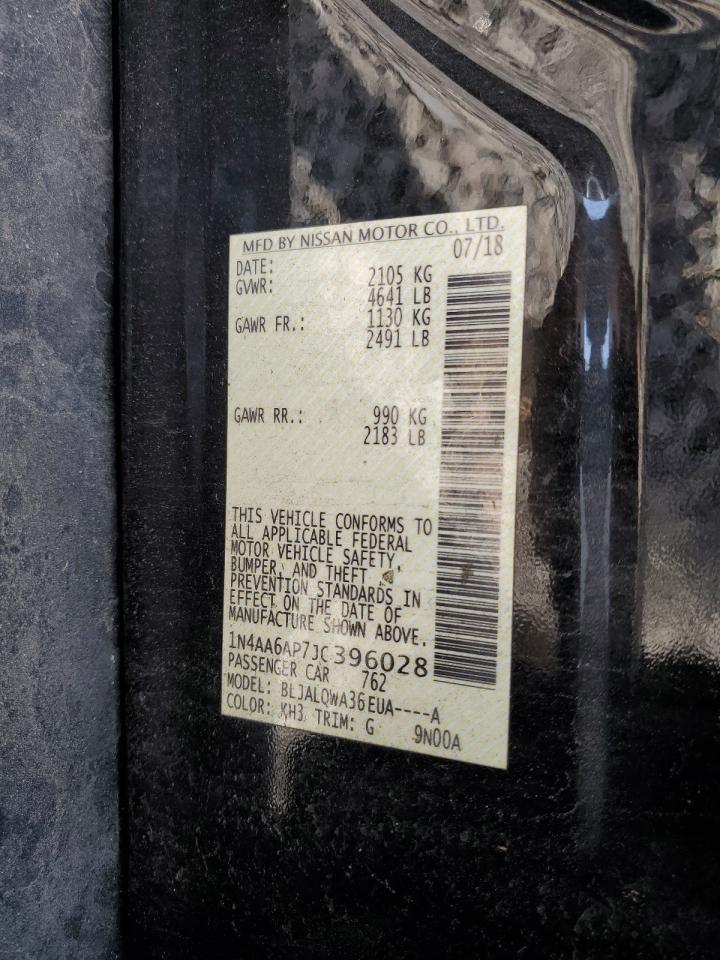 MFD BY NISSAN MOTOR CO., LTD.
DATE: 07/18
GVWR: 2105 KG
4641 LB
GAWR FR.: 1130 KG
2491 LB
GAWR RR.: 990 KG
2183 LB
THIS VEHICLE CONFORMS TO
ALL APPLICABLE FEDERAL
MOTOR VEHICLE SAFETY,
BUMPER, AND THEFT
PREVENTION STANDARDS IN
EFFECT ON THE DATE OF
MANUFACTURE SHOWN ABOVE.
1N4AA6AP7JC396028
PASSENGER CAR 762
MODEL: BLJALQWA36EUA----A
COLOR: KH3 TRIM: G 9N00A